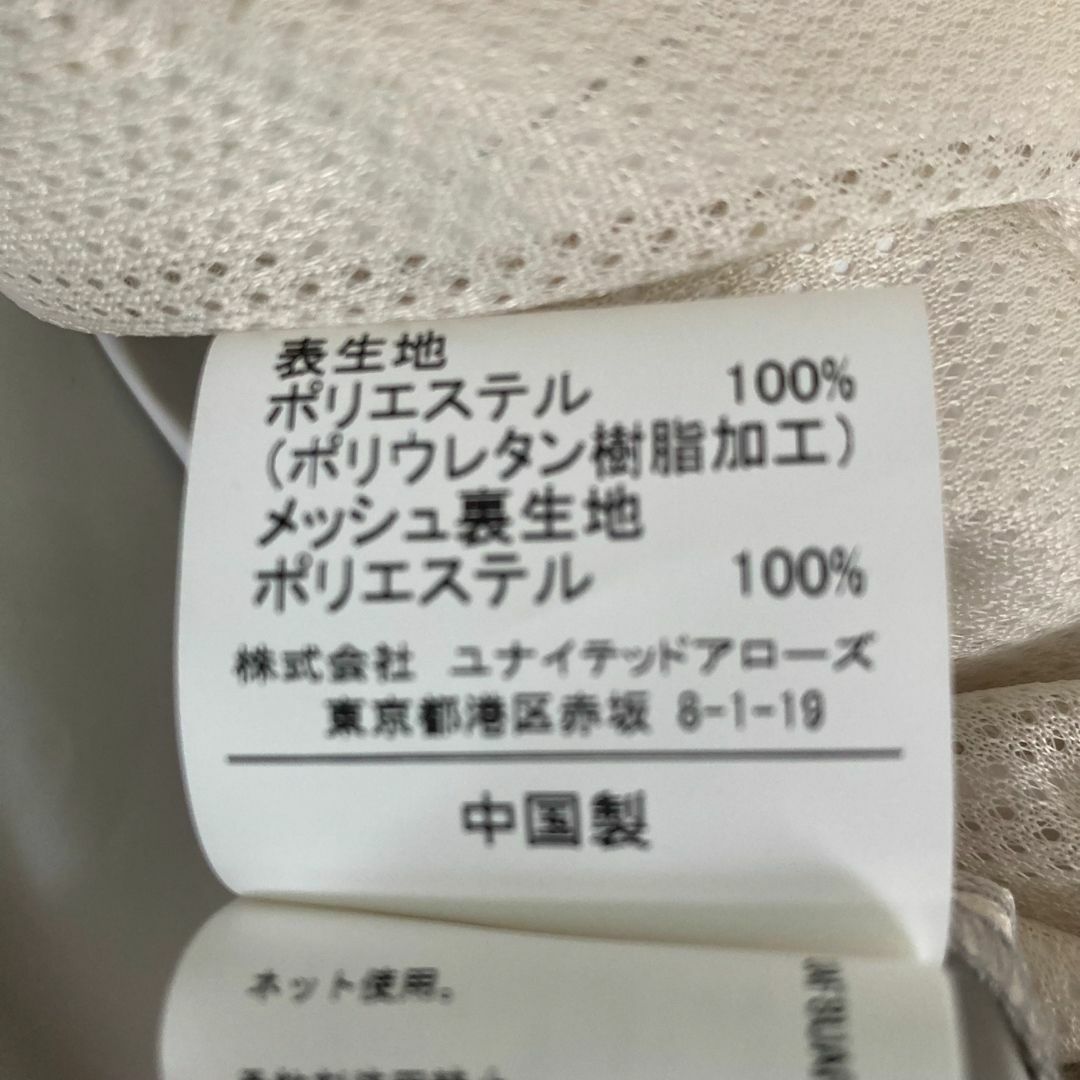 表生地
ポリエステル 100%
(ポリウレタン樹脂加工)
メッシュ裏生地
ポリエステル 100%
株式会社 ユナイテッドアローズ
東京都港区赤坂 8-1-19
中国製
ネット使用。